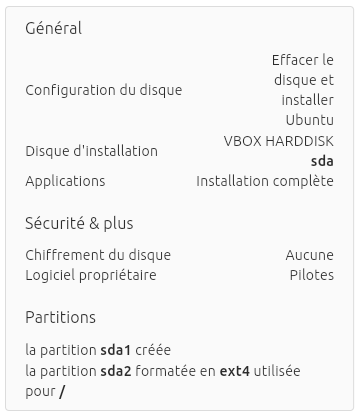 Général
Configuration du disque
Effacer le
disque et
installer
Ubuntu
Disque d'installation
VBOX HARDDISK
sda
Applications Installation complète
Sécurité & plus
Chiffrement du disque Aucune
Logiciel propriétaire Pilotes
Partitions
la partition sda1 créée
la partition sda2 formatée en ext4 utilisée
pour /